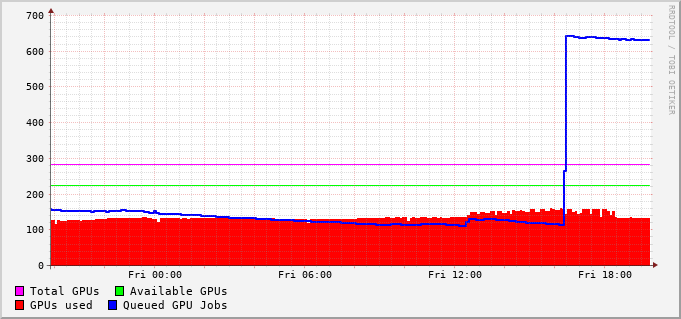 700
600
500
400
300
200
100
0
Fri 00:00 Fri 06:00 Fri 12:00 Fri 18:00
Total GPUs Available GPUs
GPUs used Queued GPU Jobs
RRDTOOL / TOBI OETIKER